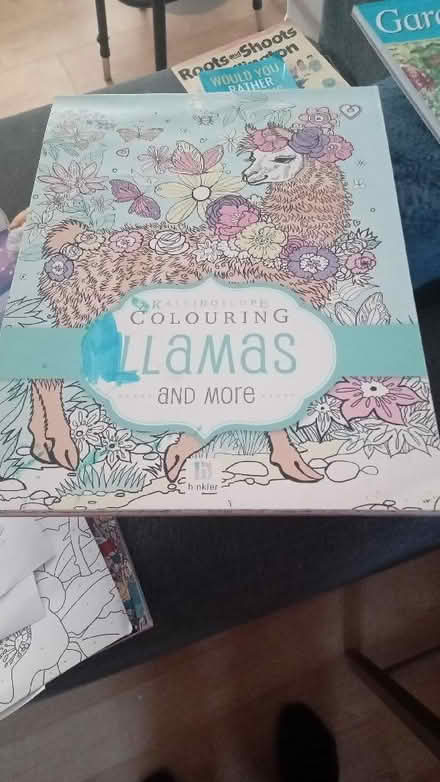 Roots and Shoots
WOULD YOU
RATHER
Gar
KALEIDOSCOPE
COLOURING
LLAMAS
AND MORE
h
hinkler